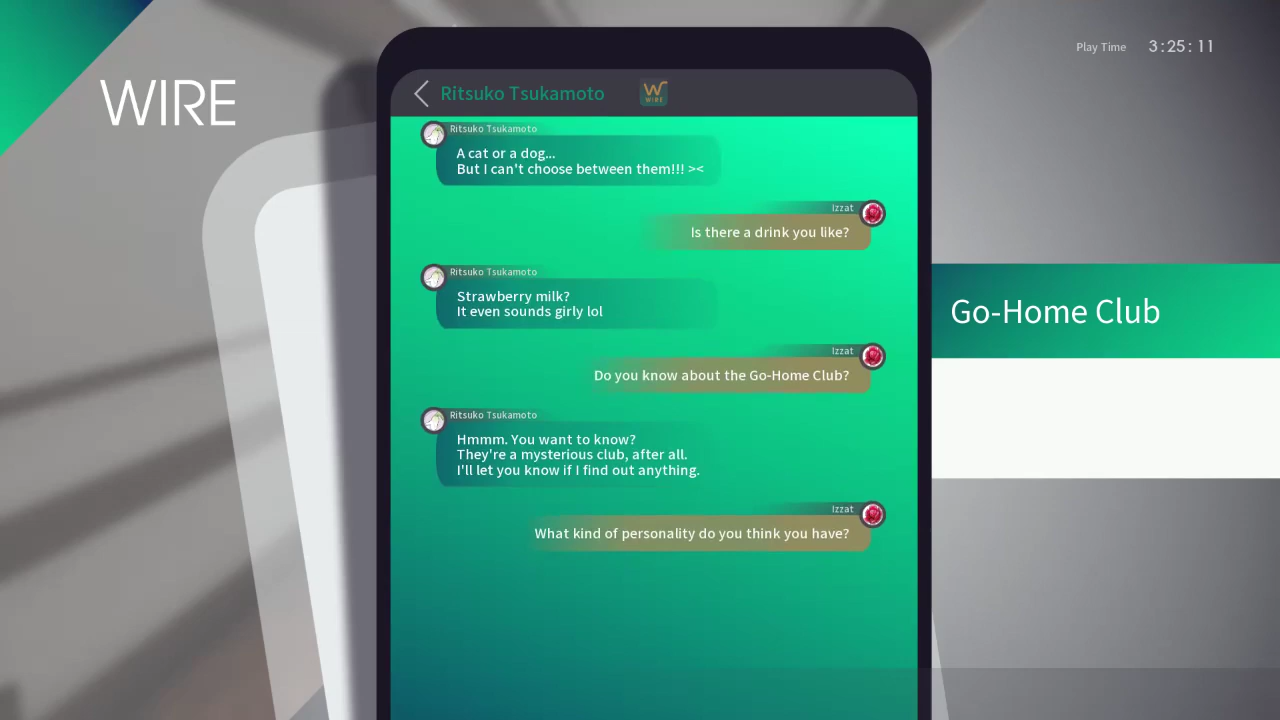 Play Time 3:25:11
WIRE
Ritsuko Tsukamoto
W
WIRE
Ritsuko Tsukamoto
A cat or a dog...
But I can't choose between them!!! ><
Izzat
Is there a drink you like?
Ritsuko Tsukamoto
Strawberry milk?
It even sounds girly lol
Go-Home Club
Izzat
Do you know about the Go-Home Club?
Ritsuko Tsukamoto
Hmmm. You want to know?
They're a mysterious club, after all.
I'll let you know if I find out anything.
Izzat
What kind of personality do you think you have?